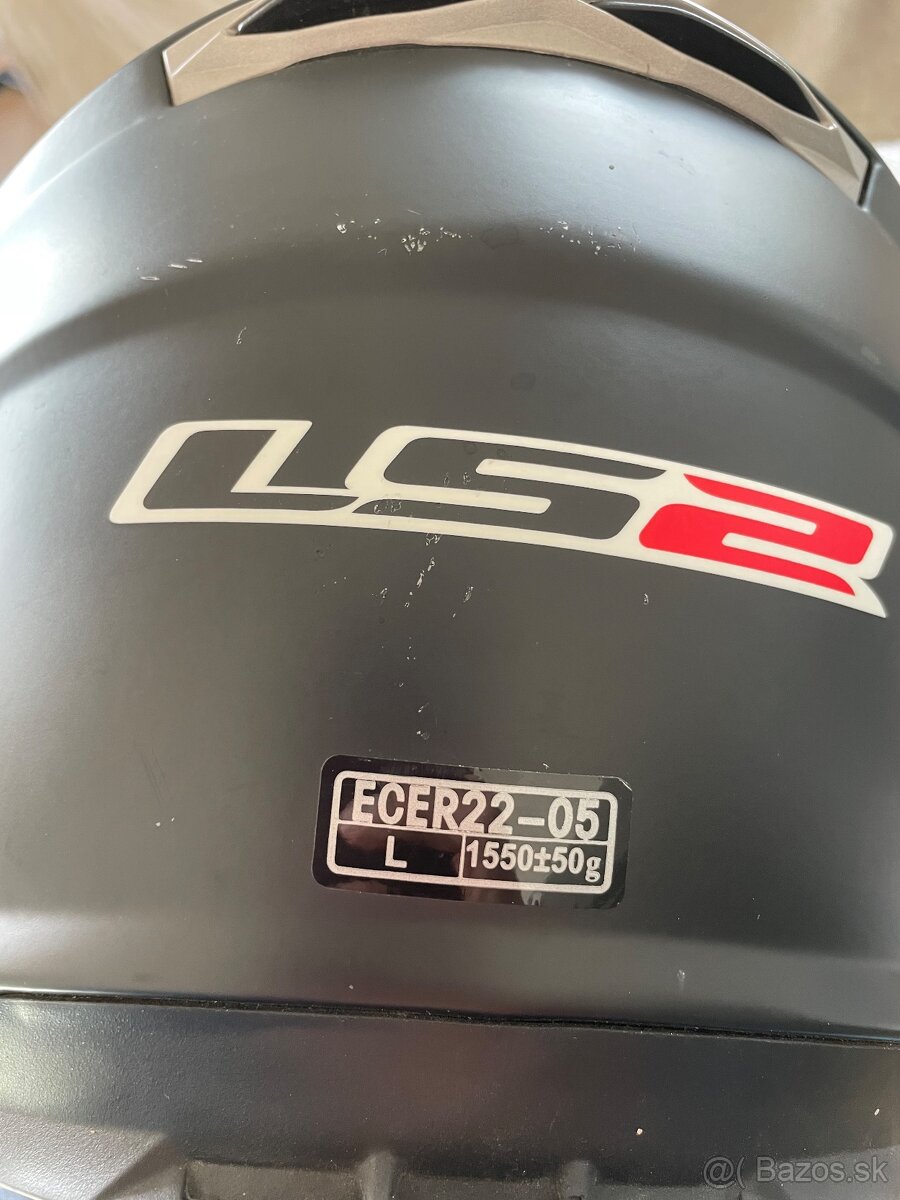 LS2
ECER22-05
L 1550±50g
@( Bazos.sk